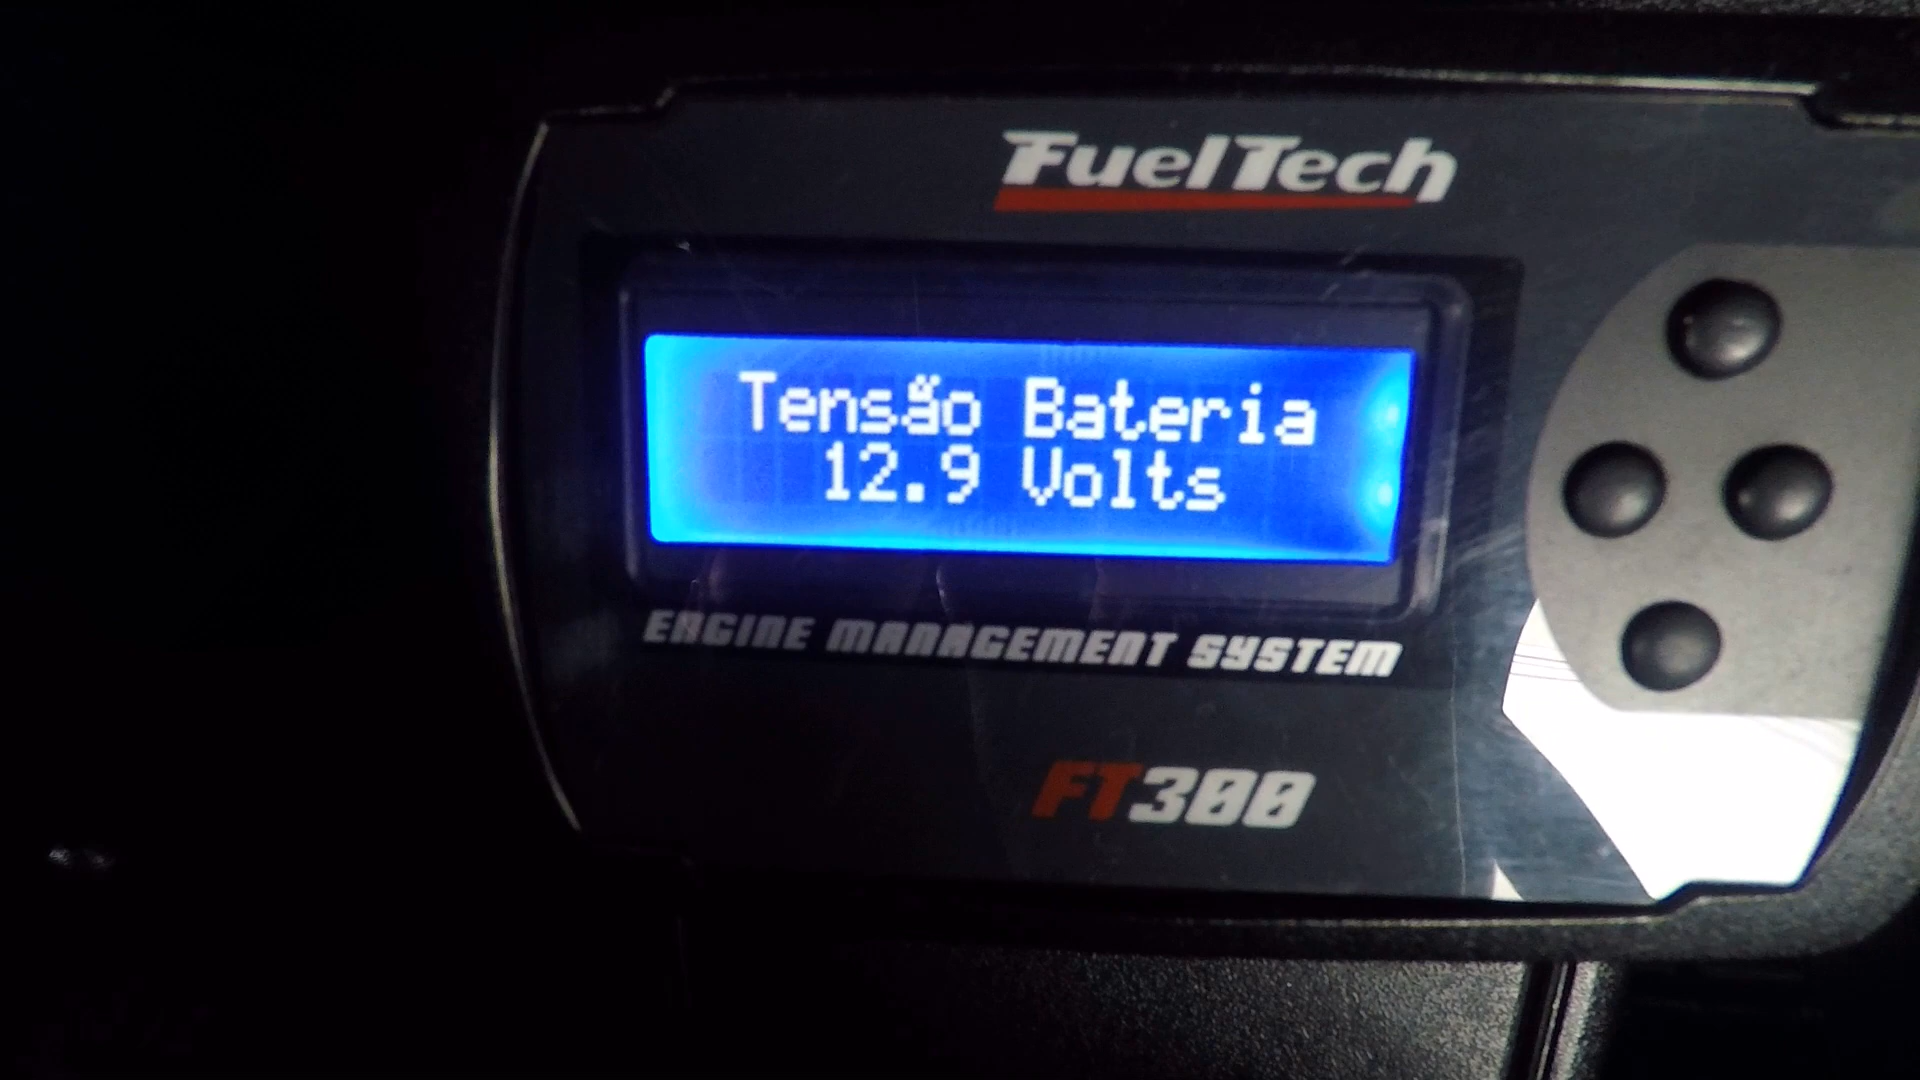 FuelTech
Tensão Bateria
12.9 Volts
ENGINE MANAGEMENT SYSTEM
FT300